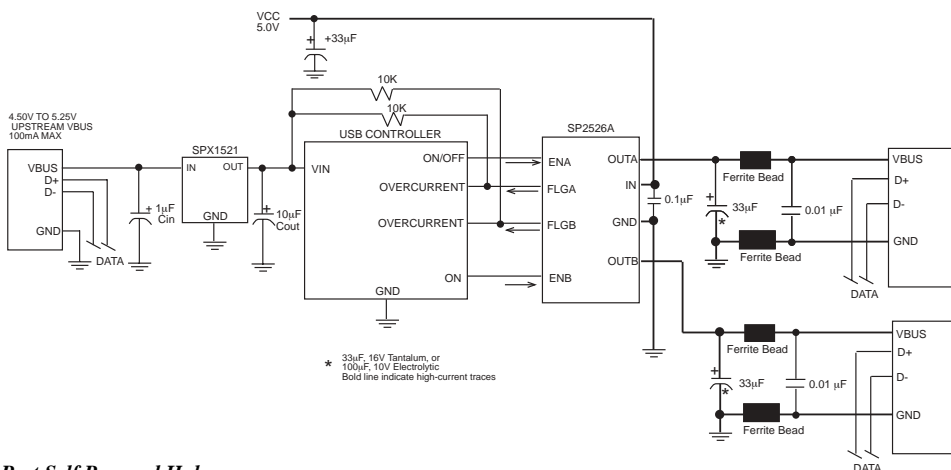 VCC
5.0V
+
+33µF
10K
10K
4.50V TO 5.25V
UPSTREAM VBUS
100mA MAX
VBUS
D+
D-
GND
DATA
+ 1µF
Cin
SPX1521
IN
OUT
GND
+
10µF
Cout
USB CONTROLLER
VIN
ON/OFF
OVERCURRENT
OVERCURRENT
ON
GND
SP2526A
ENA
FLGA
FLGB
ENB
OUTA
IN
GND
OUTB
0.1µF
Ferrite Bead
+
33µF
*
0.01 µF
Ferrite Bead
VBUS
D+
D-
GND
DATA
Ferrite Bead
+
33µF
*
0.01 µF
Ferrite Bead
VBUS
D+
D-
GND
DATA
* 33µF, 16V Tantalum, or
100µF, 10V Electrolytic
Bold line indicate high-current traces